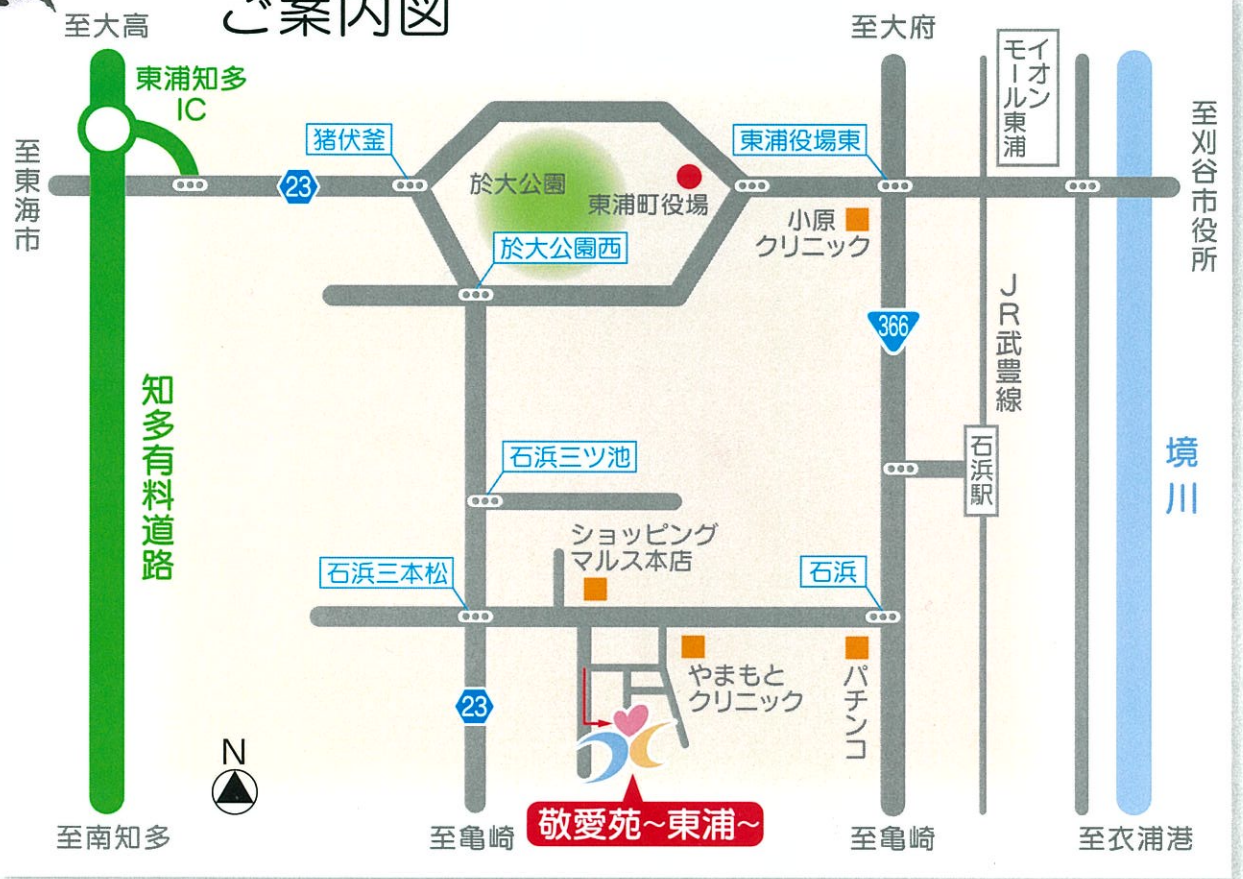 ご案内図
至大高
至大府
東浦知多
IC
イオン
モール東浦
至東海市
猪伏釜
東浦役場東
至刈谷市役所
23
於大公園
東浦町役場
小原
クリニック
於大公園西
JR武豊線
366
知多有料道路
石浜三ツ池
石浜駅
境川
ショッピング
マルス本店
石浜三本松
石浜
やまもと
クリニック
パチンコ
23
N
敬愛苑~東浦~
至南知多
至亀崎
至亀崎
至衣浦港